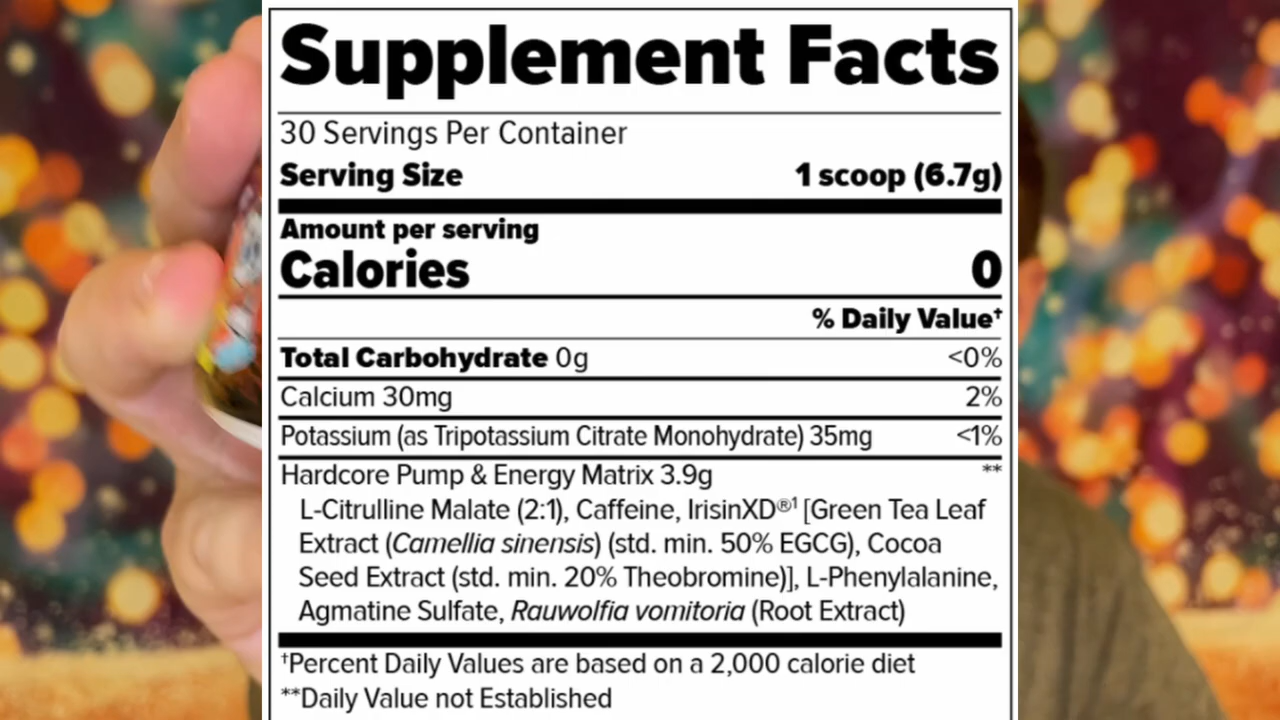 Supplement Facts
30 Servings Per Container
Serving Size 1 scoop (6.7g)
Amount per serving
Calories 0
% Daily Value†
Total Carbohydrate 0g <0%
Calcium 30mg 2%
Potassium (as Tripotassium Citrate Monohydrate) 35mg <1%
Hardcore Pump & Energy Matrix 3.9g **
L-Citrulline Malate (2:1), Caffeine, IrisinXD®¹ [Green Tea Leaf
Extract (Camellia sinensis) (std. min. 50% EGCG), Cocoa
Seed Extract (std. min. 20% Theobromine)], L-Phenylalanine,
Agmatine Sulfate, Rauwolfia vomitoria (Root Extract)
†Percent Daily Values are based on a 2,000 calorie diet
**Daily Value not Established